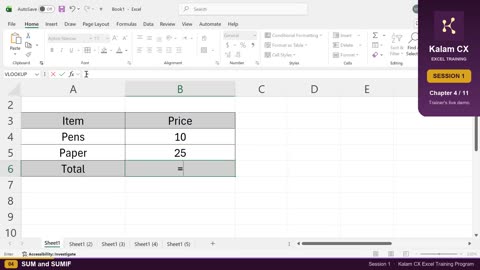 AutoSave Off Book1 - Excel Search
File Home Insert Draw Page Layout Formulas Data Review View Automate Help
Paste
General
Conditional Formatting
Format as Table
Cell Styles
Insert
Delete
Format
Clipboard Font Alignment Number Styles Cells
VLOOKUP =
A B C D E
2
3 Item Price
4 Pens 10
5 Paper 25
6 Total =
7
8
9
10
Sheet1 Sheet1 (2) Sheet1 (3) Sheet1 (4) Sheet1 (5) +
Enter Accessibility: Investigate
Kalam CX
EXCEL TRAINING
SESSION 1
Chapter 4 / 11
Trainer's live demo
04 SUM and SUMIF Session 1 Kalam CX Excel Training Program